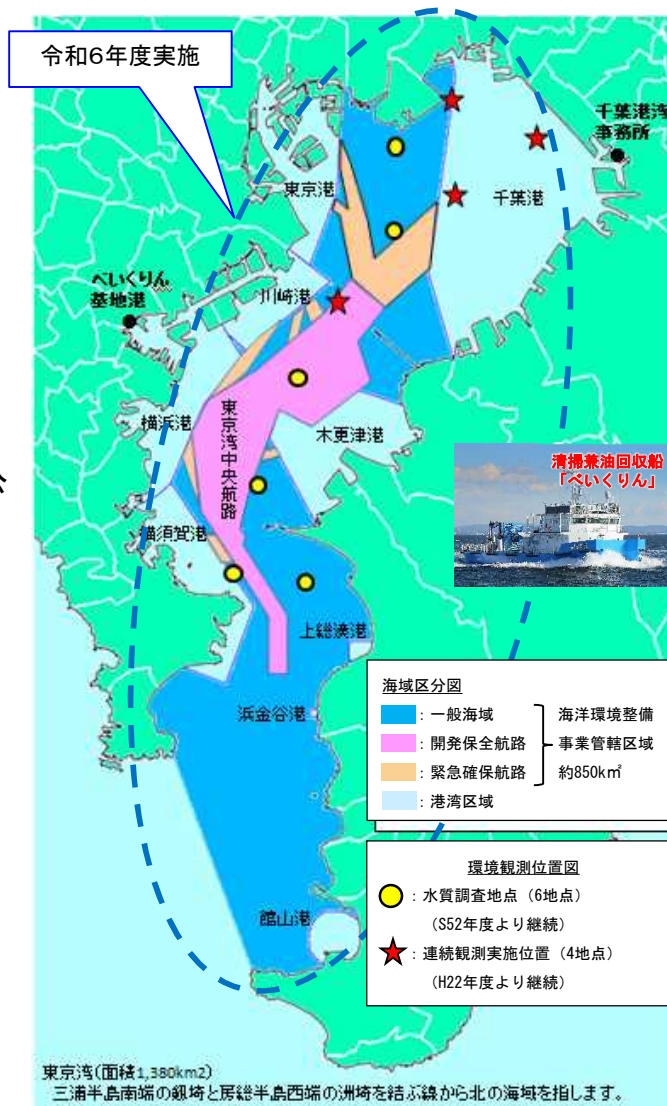 令和６年度実施
千葉港湾
事務所
東京港
千葉港
べいくりん
基地港
川崎港
横浜港
東京湾中央航路
木更津港
清掃兼油回収船
「べいくりん」
横須賀港
上総湊港
浜金谷港
海域区分図
：一般海域
：開発保全航路
：緊急確保航路
：港湾区域
海洋環境整備
事業管轄区域
約850k㎡
環境観測位置図
：水質調査地点（6地点）
(S52年度より継続）
：連続観測実施位置（4地点）
(H22年度より継続）
館山港
東京湾(面積1,380km2)
三浦半島南端の剱埼と房総半島西端の洲埼を結ぶ線から北の海域を指します。